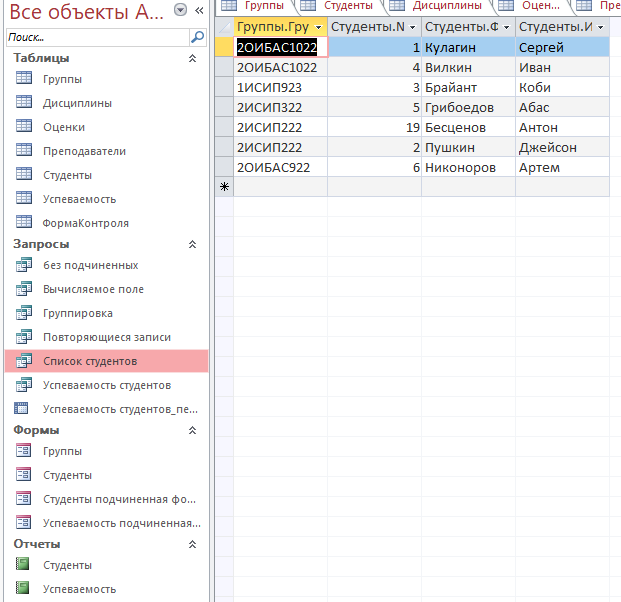 Все объекты A...
Поиск...
Таблицы
Группы
Дисциплины
Оценки
Преподаватели
Студенты
Успеваемость
ФормаКонтроля
Запросы
без подчиненных
Вычисляемое поле
Группировка
Повторяющиеся записи
Список студентов
Успеваемость студентов
Успеваемость студентов_пе...
Формы
Группы
Студенты
Студенты подчиненная фо...
Успеваемость подчиненная...
Отчеты
Студенты
Успеваемость
Группы Студенты Дисциплины Оцен... Пре
Группы.Гру Студенты.N Студенты.Ф Студенты.И
2ОИБАС1022 1 Кулагин Сергей
2ОИБАС1022 4 Вилкин Иван
1ИСИП923 3 Брайант Коби
2ИСИП322 5 Грибоедов Абас
2ИСИП222 19 Бесценов Антон
2ИСИП222 2 Пушкин Джейсон
2ОИБАС922 6 Никоноров Артем